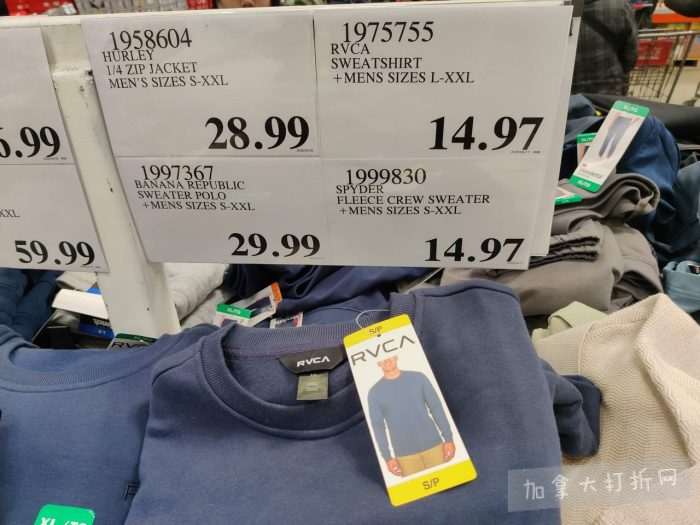 1958604
HURLEY
1/4 ZIP JACKET
MEN'S SIZES S-XXL
28.99
1975755
RVCA
SWEATSHIRT
+MENS SIZES L-XXL
14.97
6.99
1997367
BANANA REPUBLIC
SWEATER POLO
+MENS SIZES S-XXL
29.99
1999830
SPYDER
FLEECE CREW SWEATER
+MENS SIZES S-XXL
14.97
XXL
59.99
RVCA
S/P
RVCA
S/P
加拿大打折网